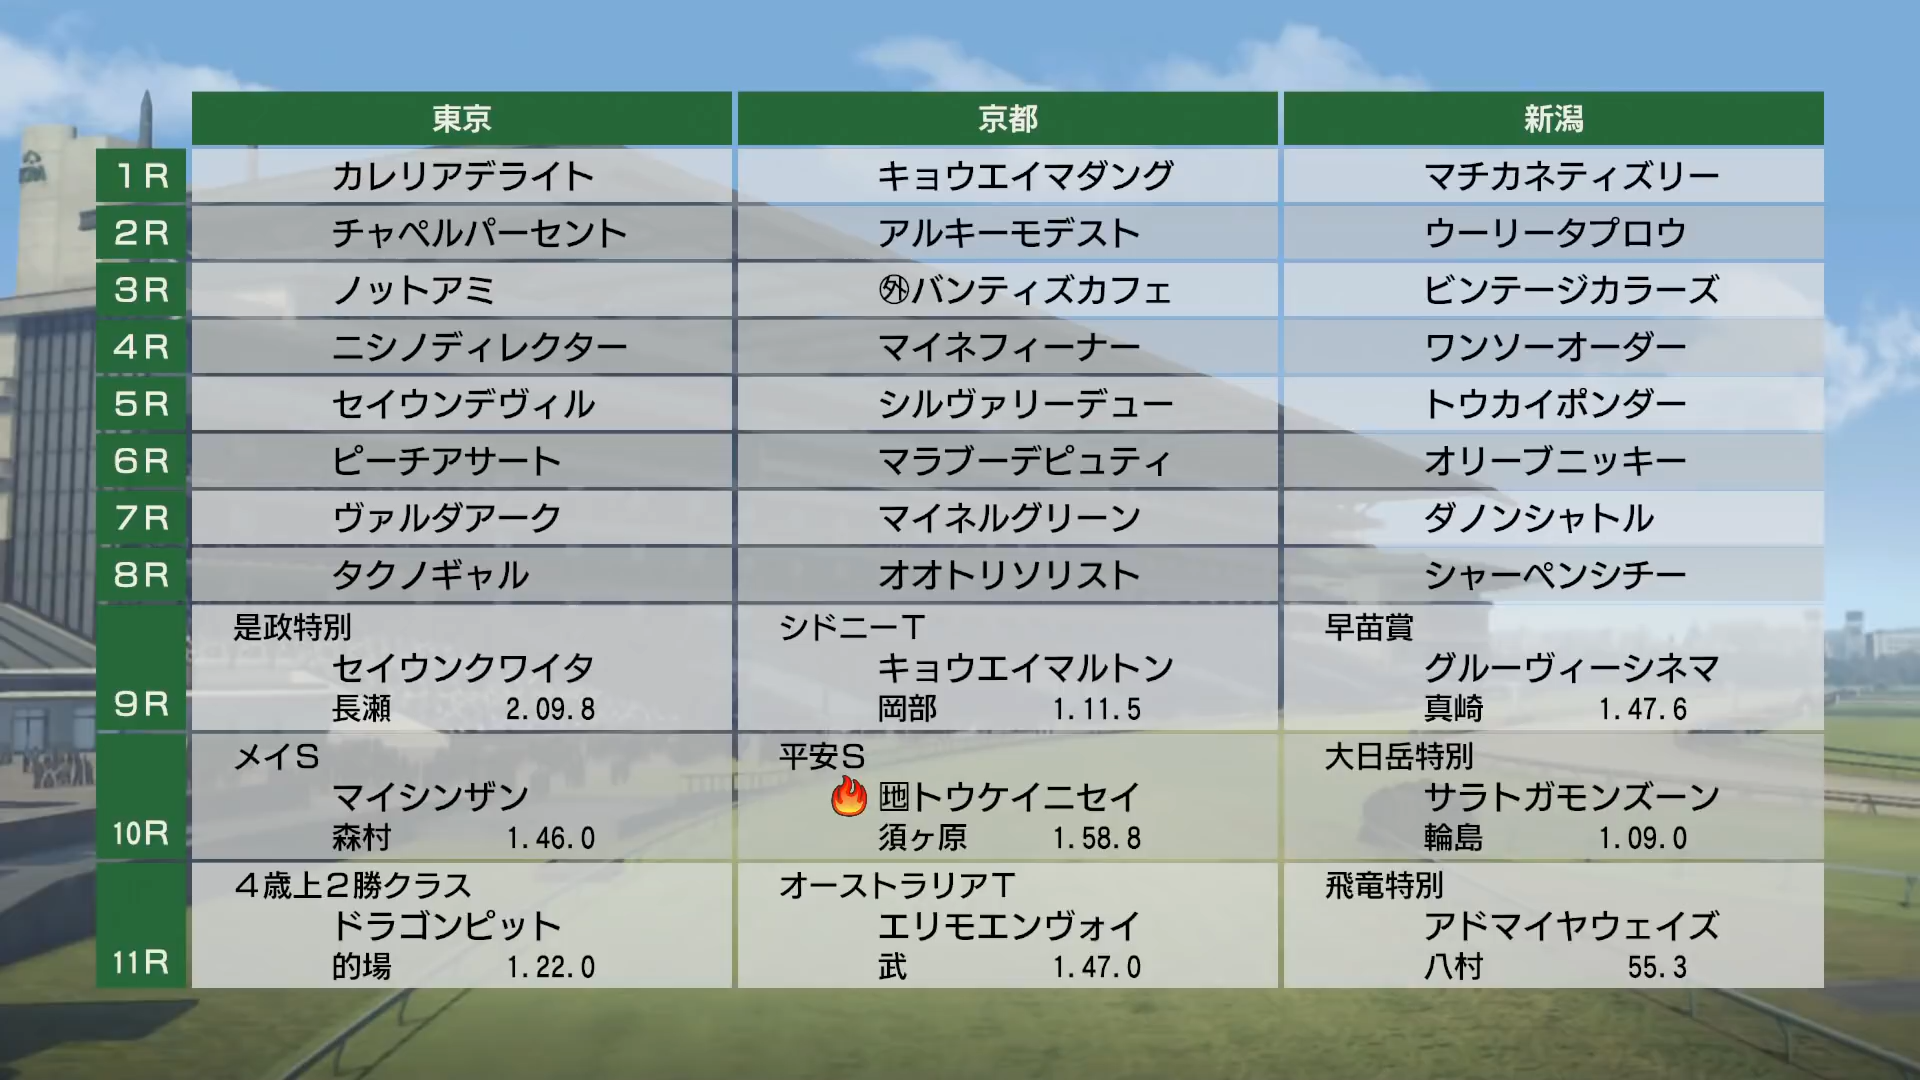 東京 京都 新潟
1R カレリアデライト キョウエイマダング マチカネティズリー
2R チャペルパーセント アルキーモデスト ウーリータプロウ
3R ノットアミ ㊕バンティズカフェ ビンテージカラーズ
4R ニシノディレクター マイネフィーナー ワンソーオーダー
5R セイウンデヴィル シルヴァリーデュー トウカイポンダー
6R ピーチアサート マラブーデピュティ オリーブニッキー
7R ヴァルダアーク マイネルグリーン ダノンシャトル
8R タクノギャル オオトリソリスト シャーペンシチー
是政特別 シドニーT 早苗賞
セイウンクワイタ キョウエイマルトン グルーヴィーシネマ
9R 長瀬 2.09.8 岡部 1.11.5 真崎 1.47.6
メイS 平安S 大日岳特別
マイシンザン 地トウケイニセイ サラトガモンズーン
10R 森村 1.46.0 須ヶ原 1.58.8 輪島 1.09.0
4歳上2勝クラス オーストラリアT 飛竜特別
ドラゴンピット エリモエンヴォイ アドマイヤウェイズ
11R 的場 1.22.0 武 1.47.0 八村 55.3